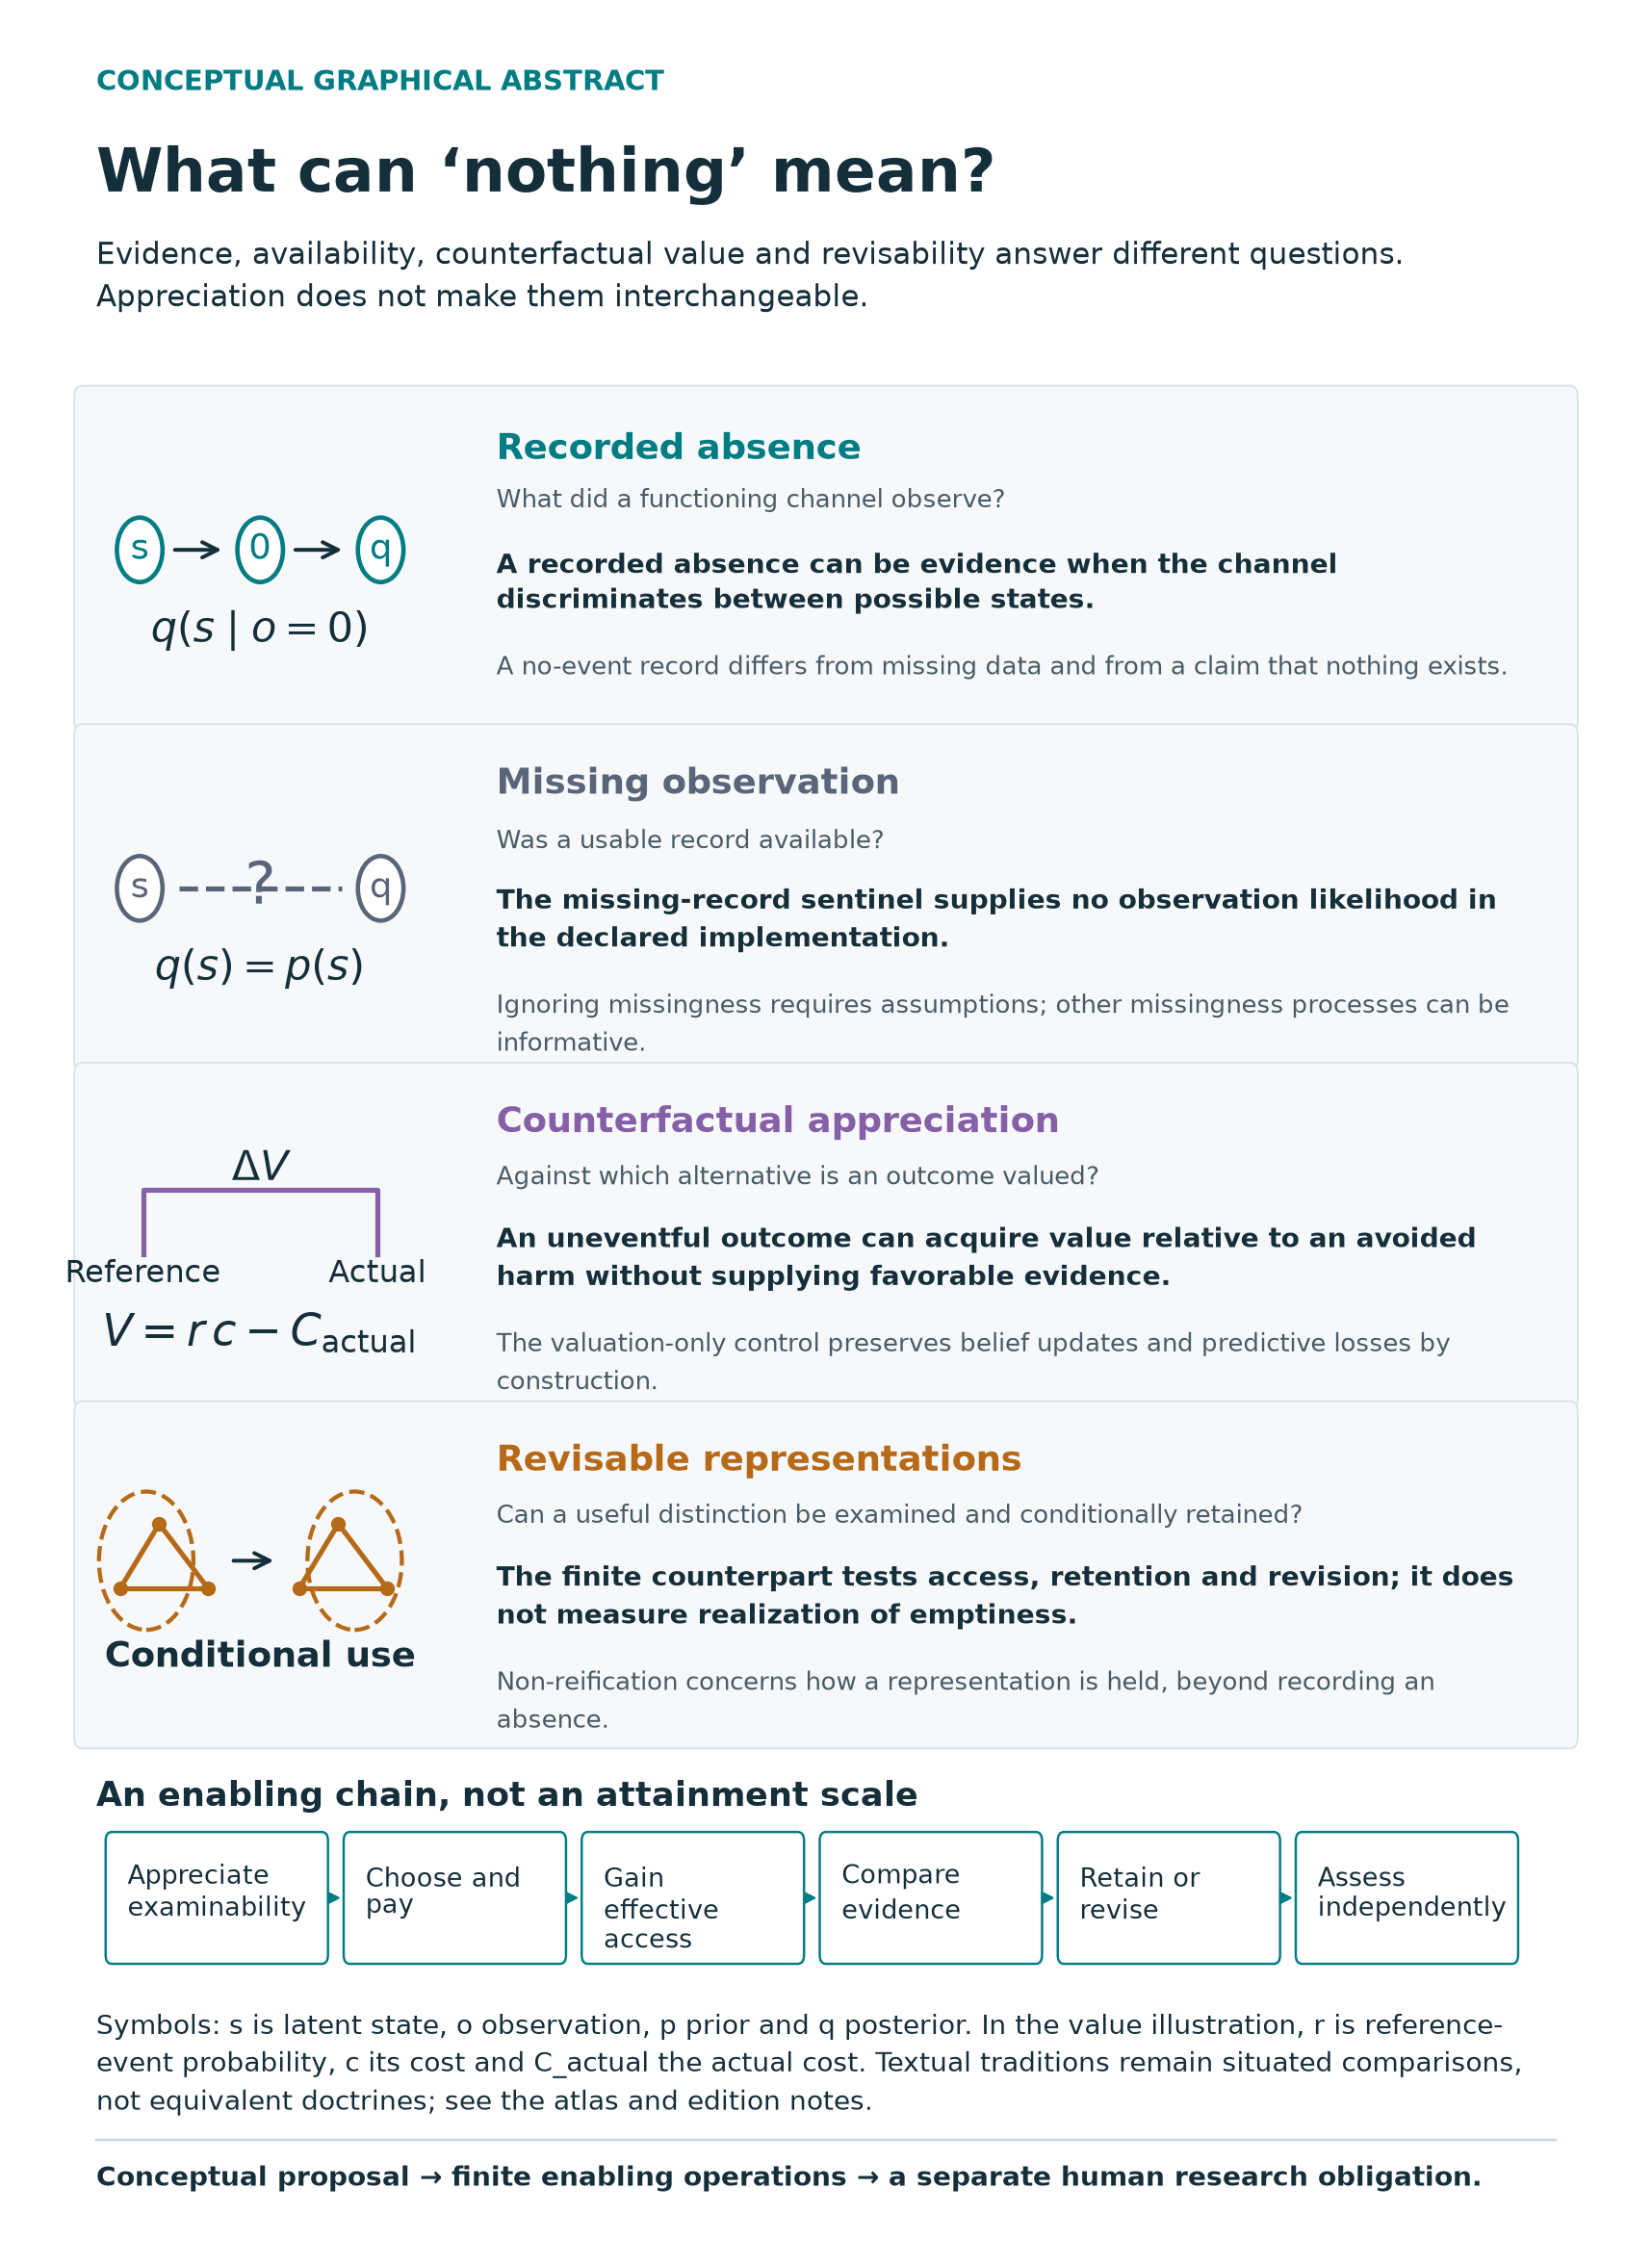 CONCEPTUAL GRAPHICAL ABSTRACT
What can ‘nothing’ mean?
Evidence, availability, counterfactual value and revisability answer different questions.
Appreciation does not make them interchangeable.
Recorded absence
What did a functioning channel observe?
s → 0 → q
q(s | o = 0)
A recorded absence can be evidence when the channel
discriminates between possible states.
A no-event record differs from missing data and from a claim that nothing exists.
Missing observation
Was a usable record available?
s ? q
q(s) = p(s)
The missing-record sentinel supplies no observation likelihood in
the declared implementation.
Ignoring missingness requires assumptions; other missingness processes can be
informative.
Counterfactual appreciation
Against which alternative is an outcome valued?
ΔV
Reference Actual
V = r c − C_actual
An uneventful outcome can acquire value relative to an avoided
harm without supplying favorable evidence.
The valuation-only control preserves belief updates and predictive losses by
construction.
Revisable representations
Can a useful distinction be examined and conditionally retained?
Conditional use
The finite counterpart tests access, retention and revision; it does
not measure realization of emptiness.
Non-reification concerns how a representation is held, beyond recording an
absence.
An enabling chain, not an attainment scale
Appreciate
examinability
Choose and
pay
Gain
effective
access
Compare
evidence
Retain or
revise
Assess
independently
Symbols: s is latent state, o observation, p prior and q posterior. In the value illustration, r is reference-
event probability, c its cost and C_actual the actual cost. Textual traditions remain situated comparisons,
not equivalent doctrines; see the atlas and edition notes.
Conceptual proposal → finite enabling operations → a separate human research obligation.